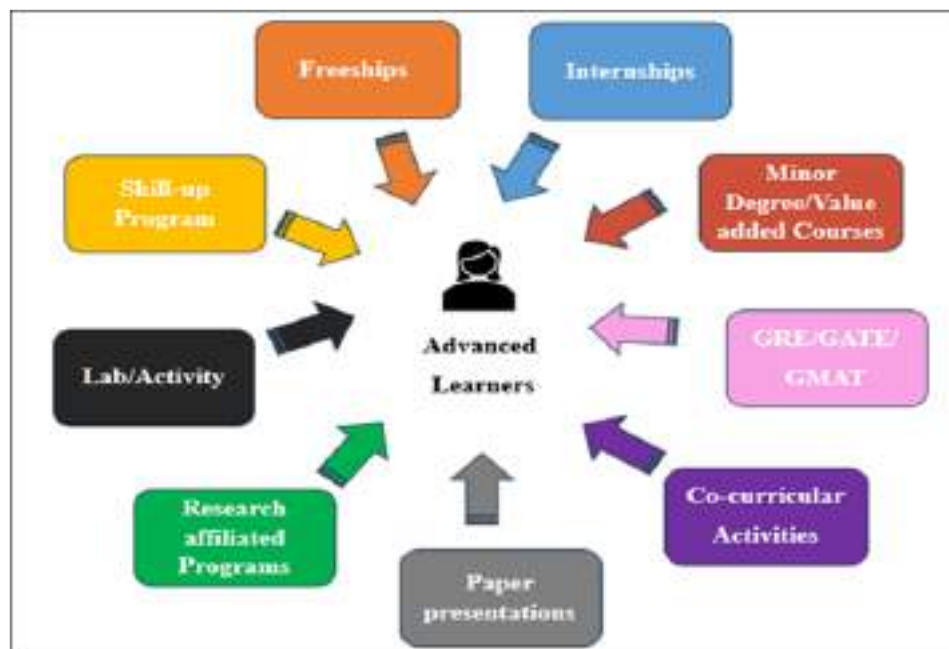 Freeships
Internships
Skill-up
Program
Minor
Degree/Value
added Courses
Advanced
Learners
Lab/Activity
GRE/GATE/
GMAT
Research
affiliated
Programs
Co-curricular
Activities
Paper
presentations